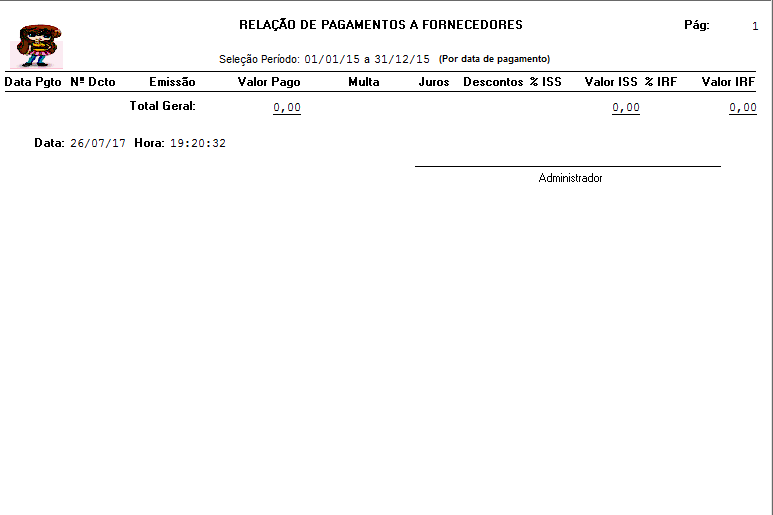 RELAÇÃO DE PAGAMENTOS A FORNECEDORES Pág: 1
Seleção Período: 01/01/15 a 31/12/15 (Por data de pagamento)
Data Pgto Nº Dcto Emissão Valor Pago Multa Juros Descontos % ISS Valor ISS % IRF Valor IRF
Total Geral: 0,00 0,00 0,00
Data: 26/07/17 Hora: 19:20:32
Administrador